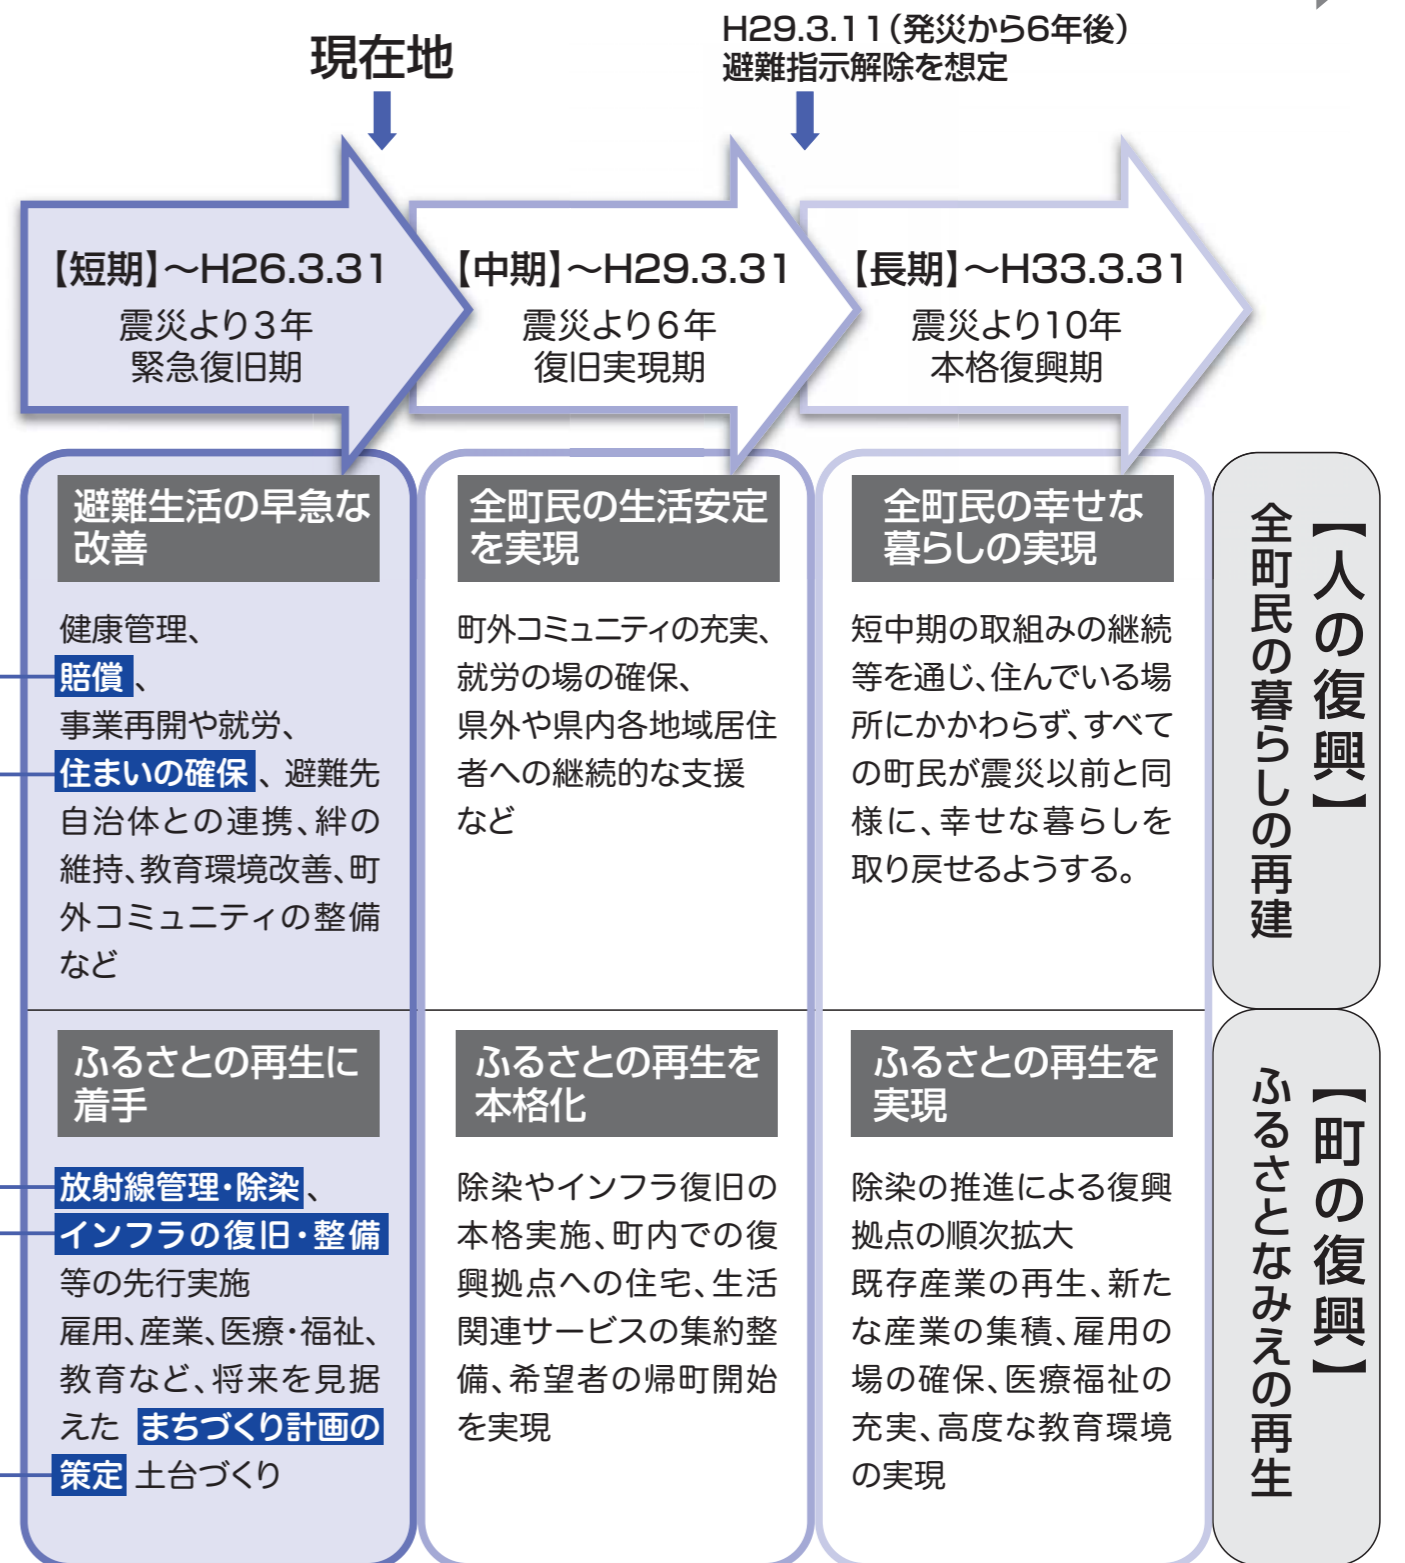 現在地
H29.3.11(発災から6年後)
避難指示解除を想定
【短期】～H26.3.31
震災より3年
緊急復旧期
【中期】～H29.3.31
震災より6年
復旧実現期
【長期】～H33.3.31
震災より10年
本格復興期
避難生活の早急な
改善
健康管理、
賠償、
事業再開や就労、
住まいの確保、避難先
自治体との連携、絆の
維持、教育環境改善、町
外コミュニティの整備
など
全町民の生活安定
を実現
町外コミュニティの充実、
就労の場の確保、
県外や県内各地域居住
者への継続的な支援
など
全町民の幸せな
暮らしの実現
短中期の取組みの継続
等を通じ、住んでいる場
所にかかわらず、すべて
の町民が震災以前と同
様に、幸せな暮らしを
取り戻せるようする。
【人の復興】
全町民の暮らしの再建
ふるさとの再生に
着手
放射線管理・除染、
インフラの復旧・整備
等の先行実施
雇用、産業、医療・福祉、
教育など、将来を見据
えた まちづくり計画の
策定 土台づくり
ふるさとの再生を
本格化
除染やインフラ復旧の
本格実施、町内での復
興拠点への住宅、生活
関連サービスの集約整
備、希望者の帰町開始
を実現
ふるさとの再生を
実現
除染の推進による復興
拠点の順次拡大
既存産業の再生、新た
な産業の集積、雇用の
場の確保、医療福祉の
充実、高度な教育環境
の実現
【町の復興】
ふるさとなみえの再生